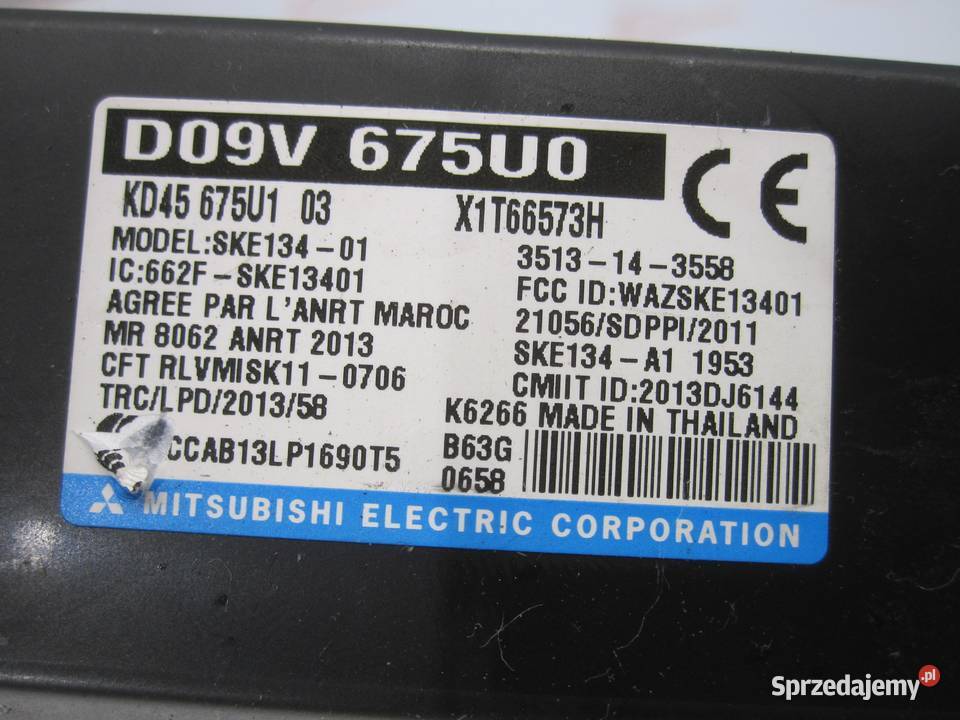 D09V 675U0
CE
KD45 675U1 03 X1T66573H
MODEL:SKE134-01 3513-14-3558
IC:662F-SKE13401 FCC ID:WAZSKE13401
AGREE PAR L'ANRT MAROC 21056/SDPPI/2011
MR 8062 ANRT 2013 SKE134-A1 1953
CFT RLVMISK11-0706 CMIIT ID:2013DJ6144
TRC/LPD/2013/58 K6266 MADE IN THAILAND
CCAB13LP1690T5 B63G
0658
MITSUBISHI ELECTRIC CORPORATION
Sprzedajemy.pl